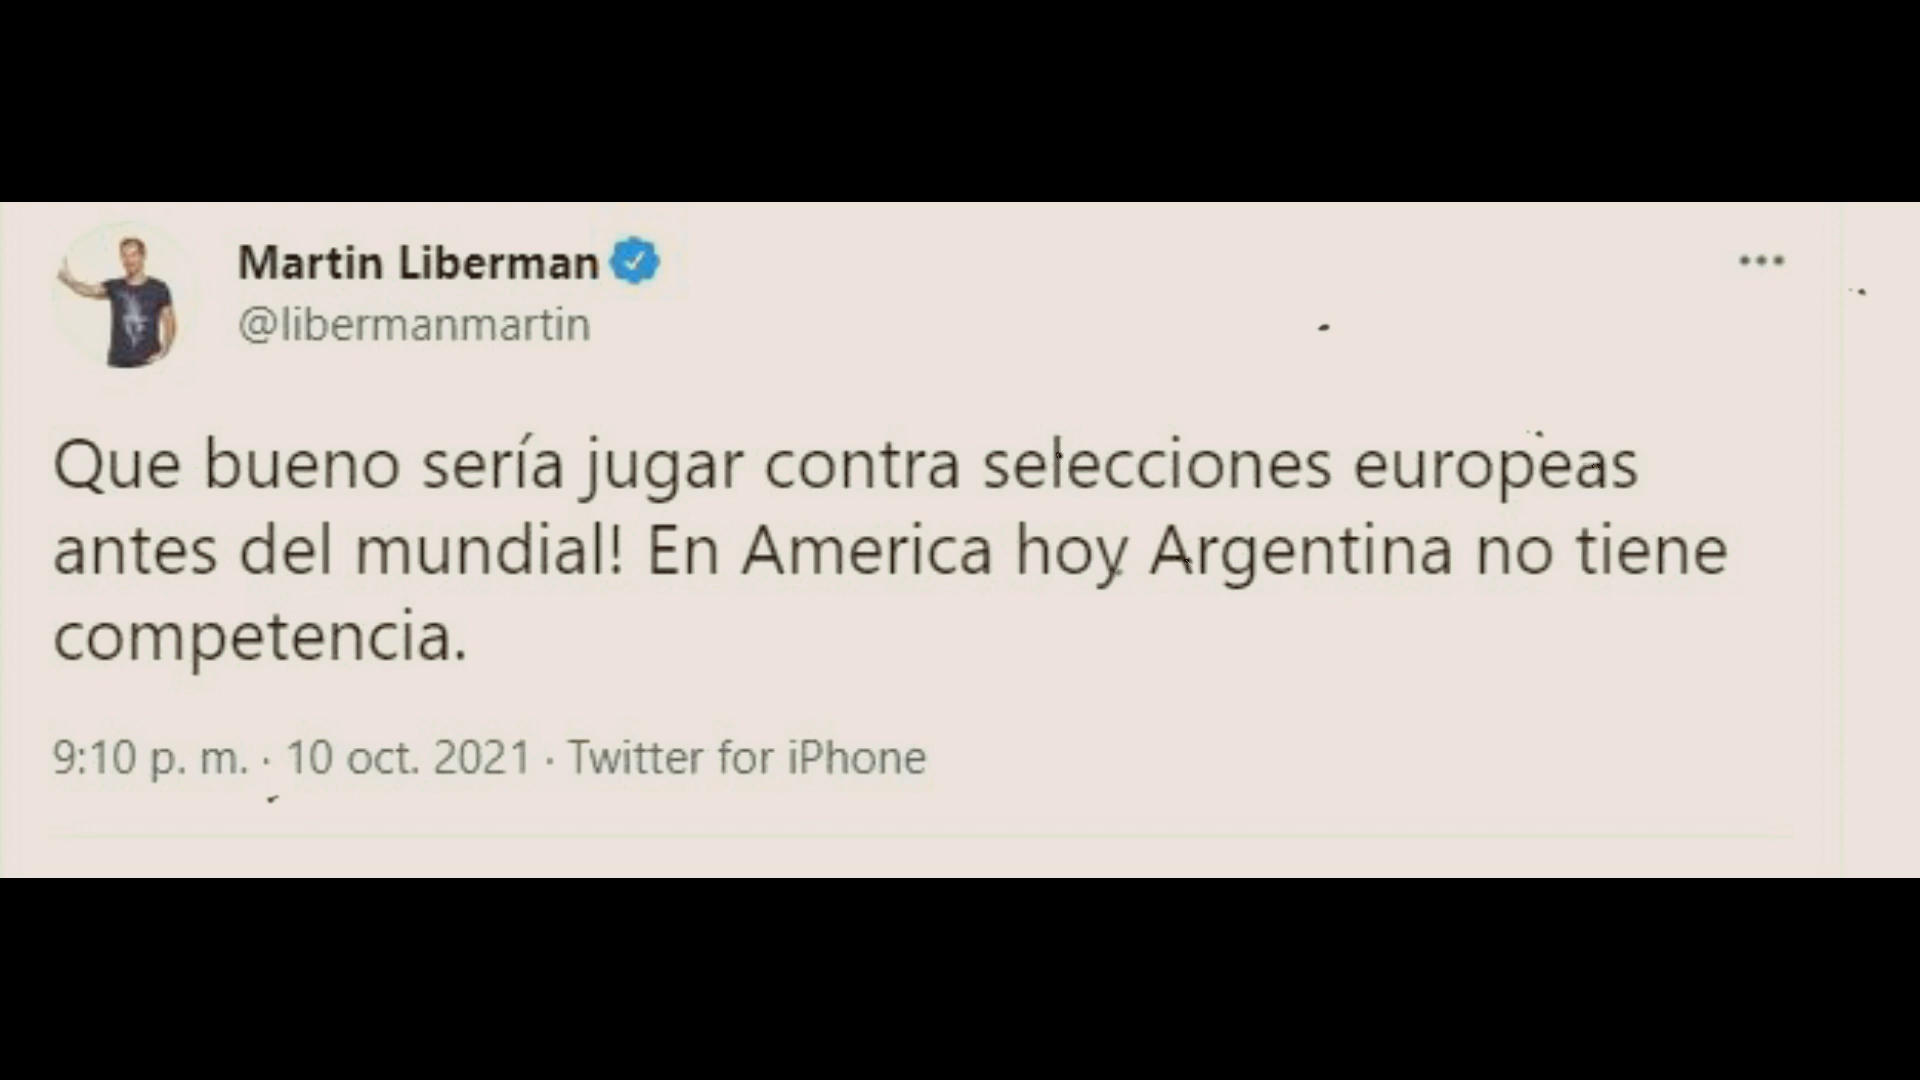 Martin Liberman
@libermanmartin
Que bueno sería jugar contra selecciones europeas
antes del mundial! En America hoy Argentina no tiene
competencia.
9:10 p. m. · 10 oct. 2021 · Twitter for iPhone